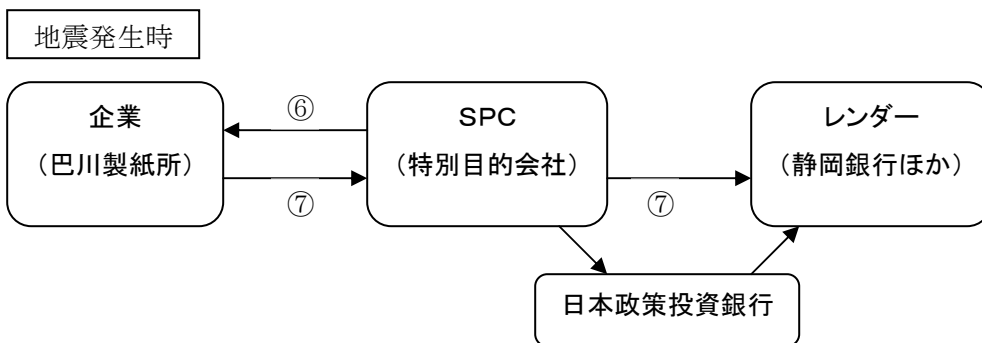 地震発生時
企業
（巴川製紙所）
⑥
⑦
SPC
（特別目的会社）
⑦
レンダー
（静岡銀行ほか）
日本政策投資銀行